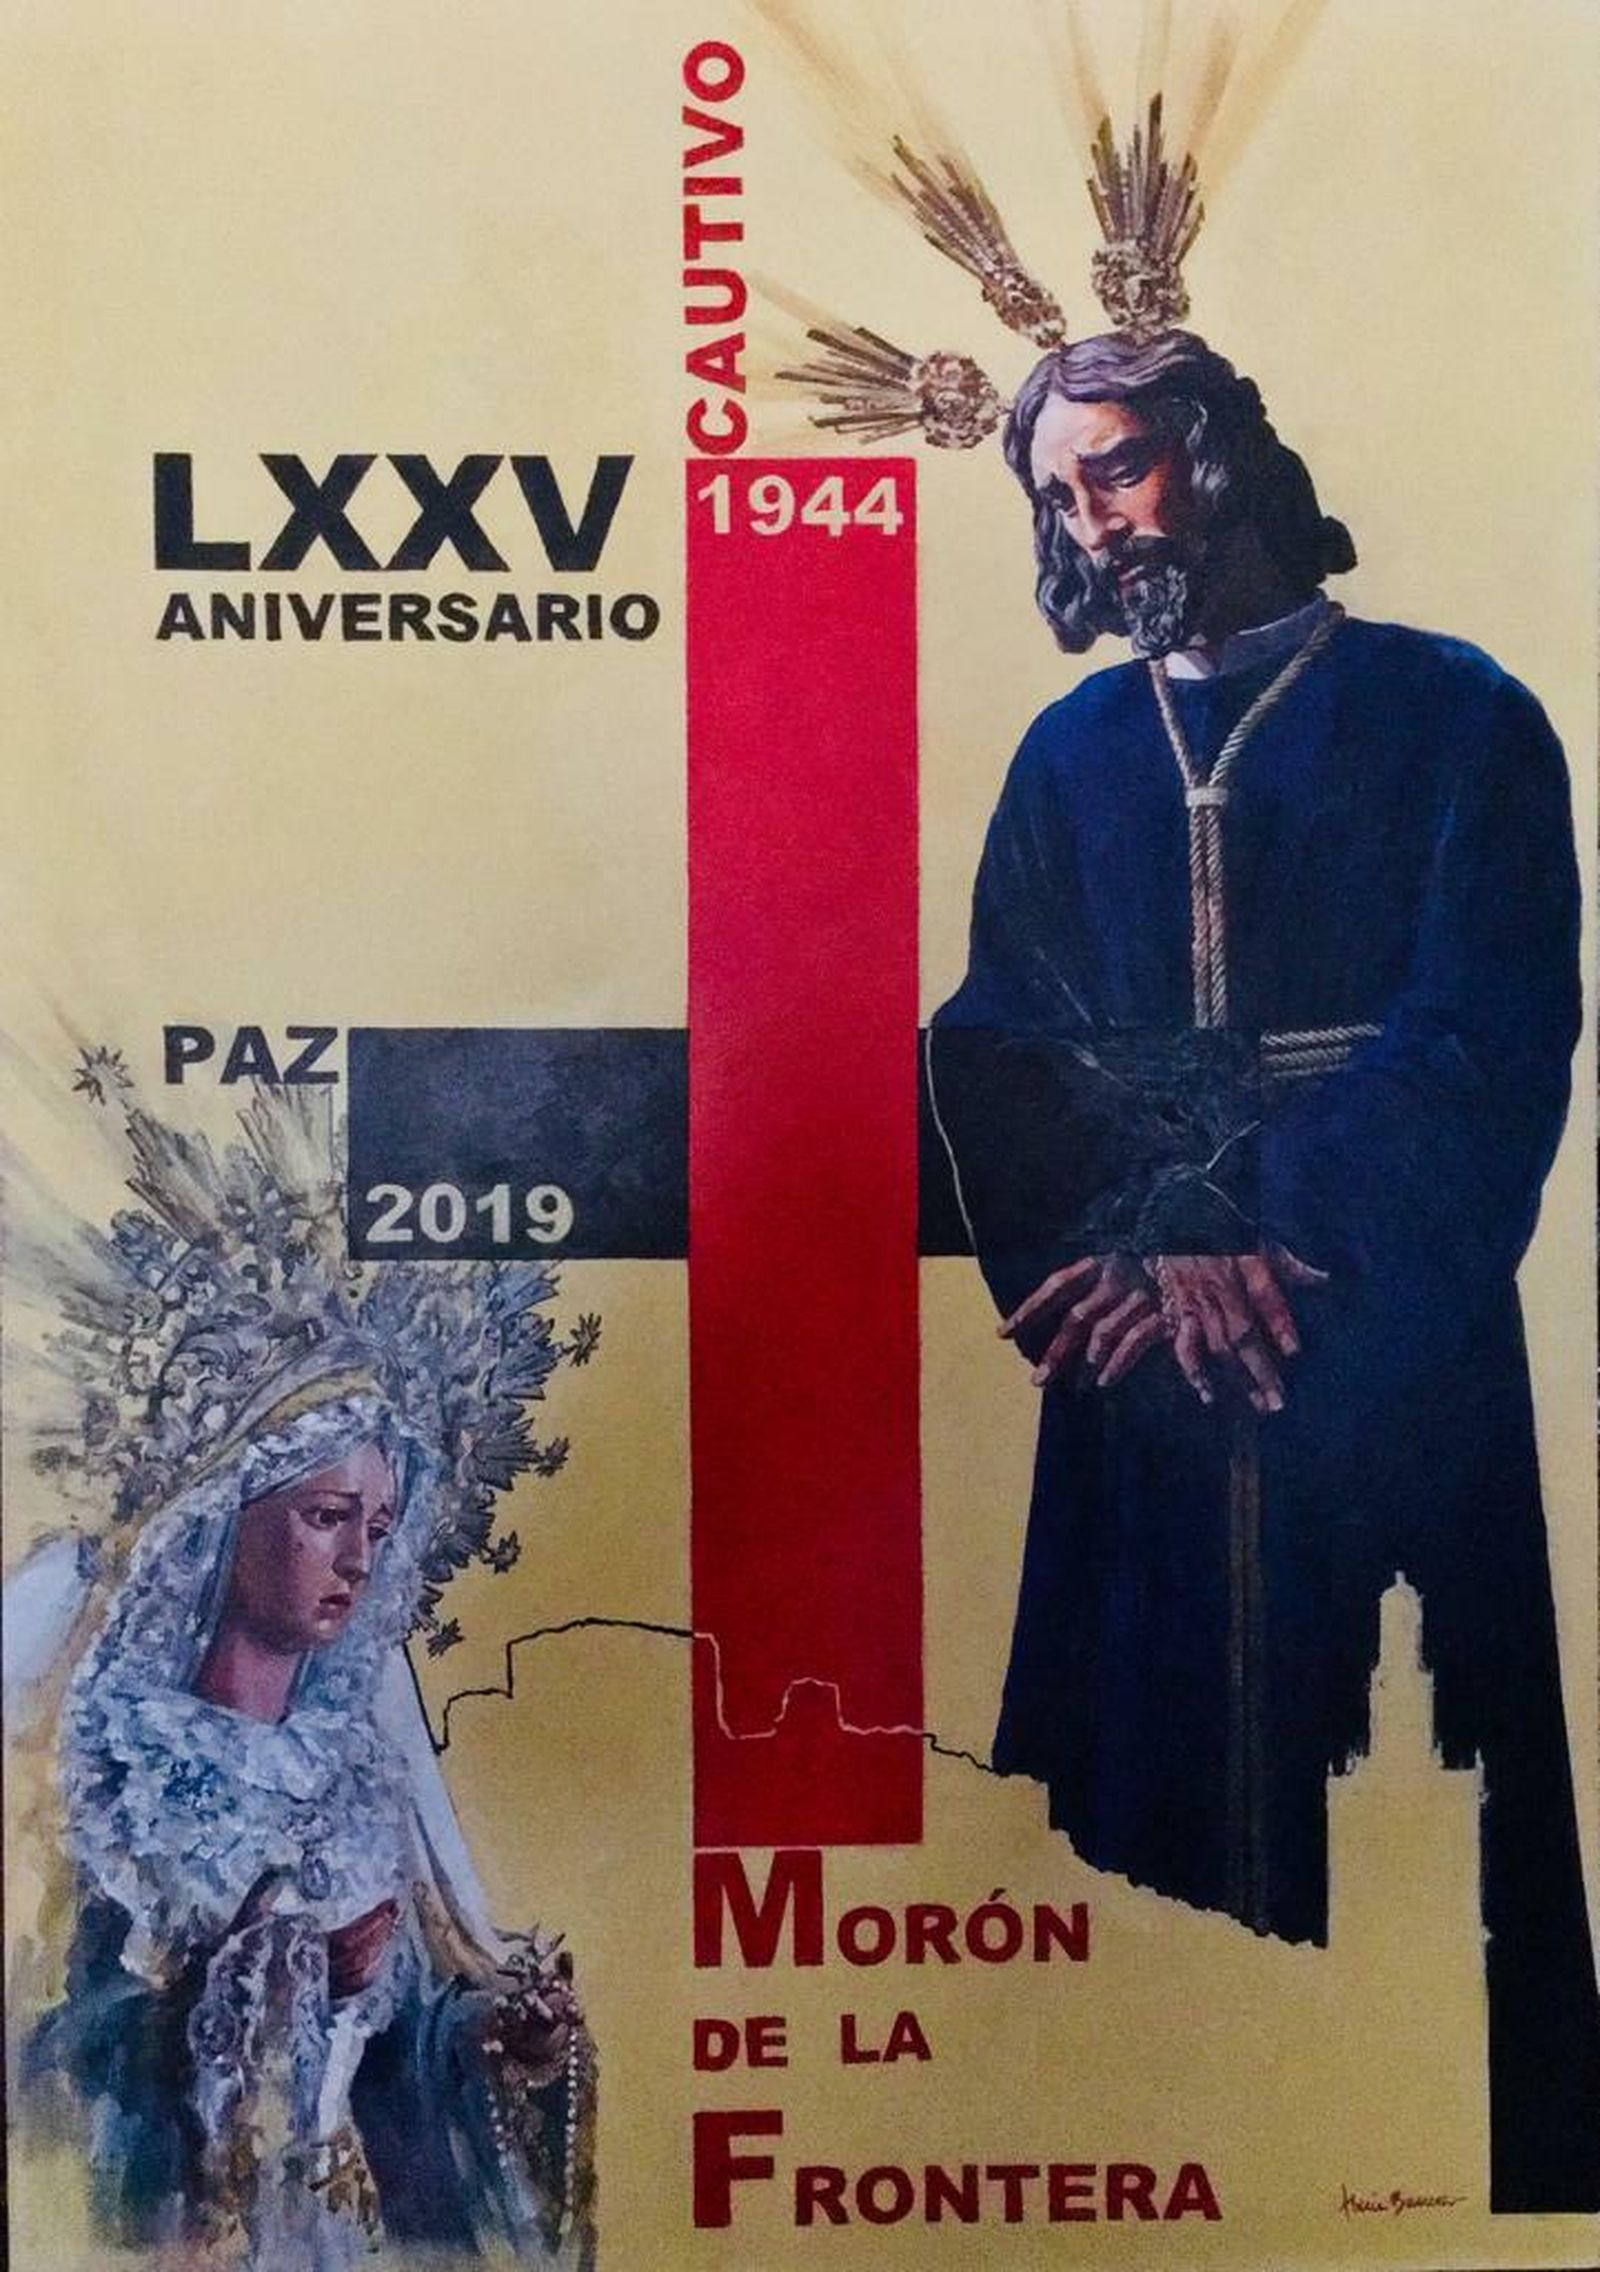 CAUTIVO
1944
LXXV
ANIVERSARIO
PAZ
2019
MORÓN
DE LA
FRONTERA